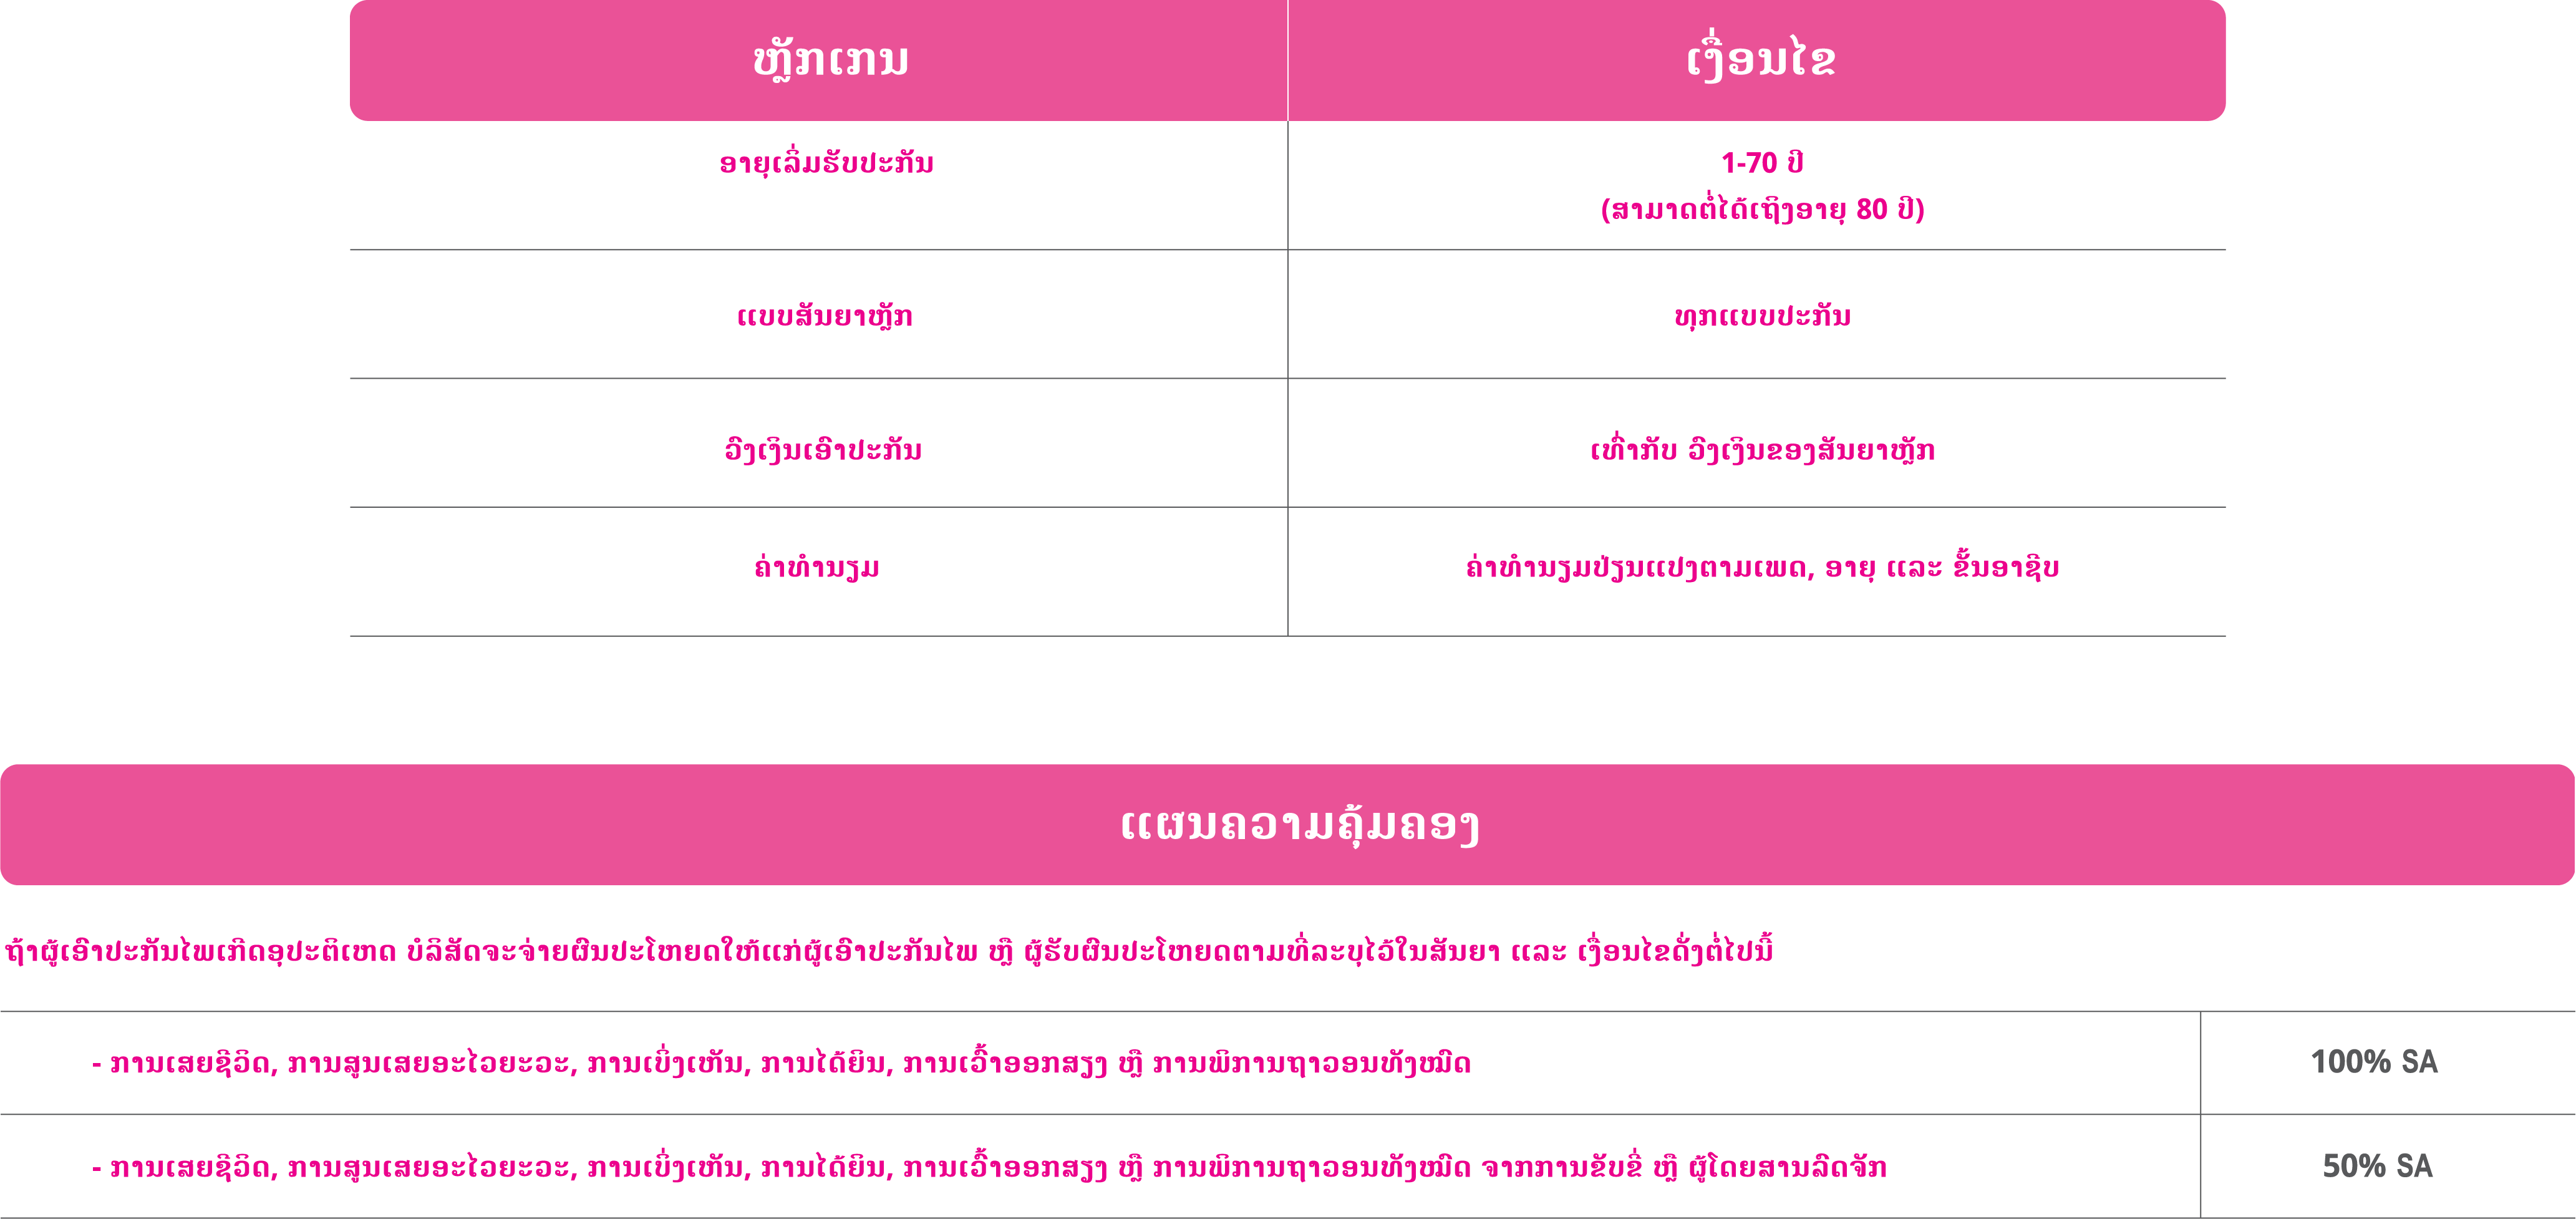 ຫຼັກເກນ
ເງື່ອນໄຂ
ອາຍຸເລີ່ມຮັບປະກັນ
1-70 ປີ
(ສາມາດຕໍ່ໄດ້ເຖິງອາຍຸ 80 ປີ)
ແບບສັນຍາຫຼັກ
ທຸກແບບປະກັນ
ວົງເງິນເອົາປະກັນ
ເທົ່າກັບ ວົງເງິນຂອງສັນຍາຫຼັກ
ຄ່າທຳນຽມ
ຄ່າທຳນຽມປ່ຽນແປງຕາມເພດ, ອາຍຸ ແລະ ຂັ້ນອາຊີບ
ແຜນຄວາມຄຸ້ມຄອງ
ຖ້າຜູ້ເອົາປະກັນໄພເກີດອຸປະຕິເຫດ ບໍລິສັດຈະຈ່າຍຜົນປະໂຫຍດໃຫ້ແກ່ຜູ້ເອົາປະກັນໄພ ຫຼື ຜູ້ຮັບຜົນປະໂຫຍດຕາມທີ່ລະບຸໄວ້ໃນສັນຍາ ແລະ ເງື່ອນໄຂດັ່ງຕໍ່ໄປນີ້
- ການເສຍຊີວິດ, ການສູນເສຍອະໄວຍະວະ, ການເບິ່ງເຫັນ, ການໄດ້ຍິນ, ການເວົ້າອອກສຽງ ຫຼື ການພິການຖາວອນທັງໝົດ
100% SA
- ການເສຍຊີວິດ, ການສູນເສຍອະໄວຍະວະ, ການເບິ່ງເຫັນ, ການໄດ້ຍິນ, ການເວົ້າອອກສຽງ ຫຼື ການພິການຖາວອນທັງໝົດ ຈາກການຂັບຂີ່ ຫຼື ຜູ້ໂດຍສານລົດຈັກ
50% SA